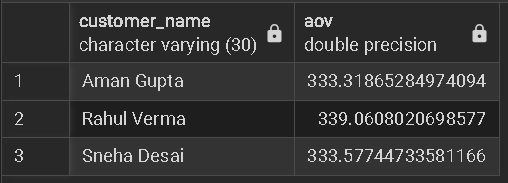 customer_name aov
character varying (30) double precision
1 Aman Gupta 333.31865284974094
2 Rahul Verma 339.0608020698577
3 Sneha Desai 333.57744733581166